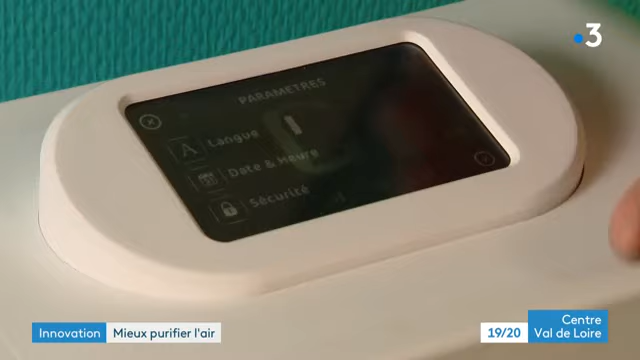 3
PARAMETRES
Langue
Date & Heure
Sécurité
Innovation
Mieux purifier l'air
19/20
Centre
Val de Loire